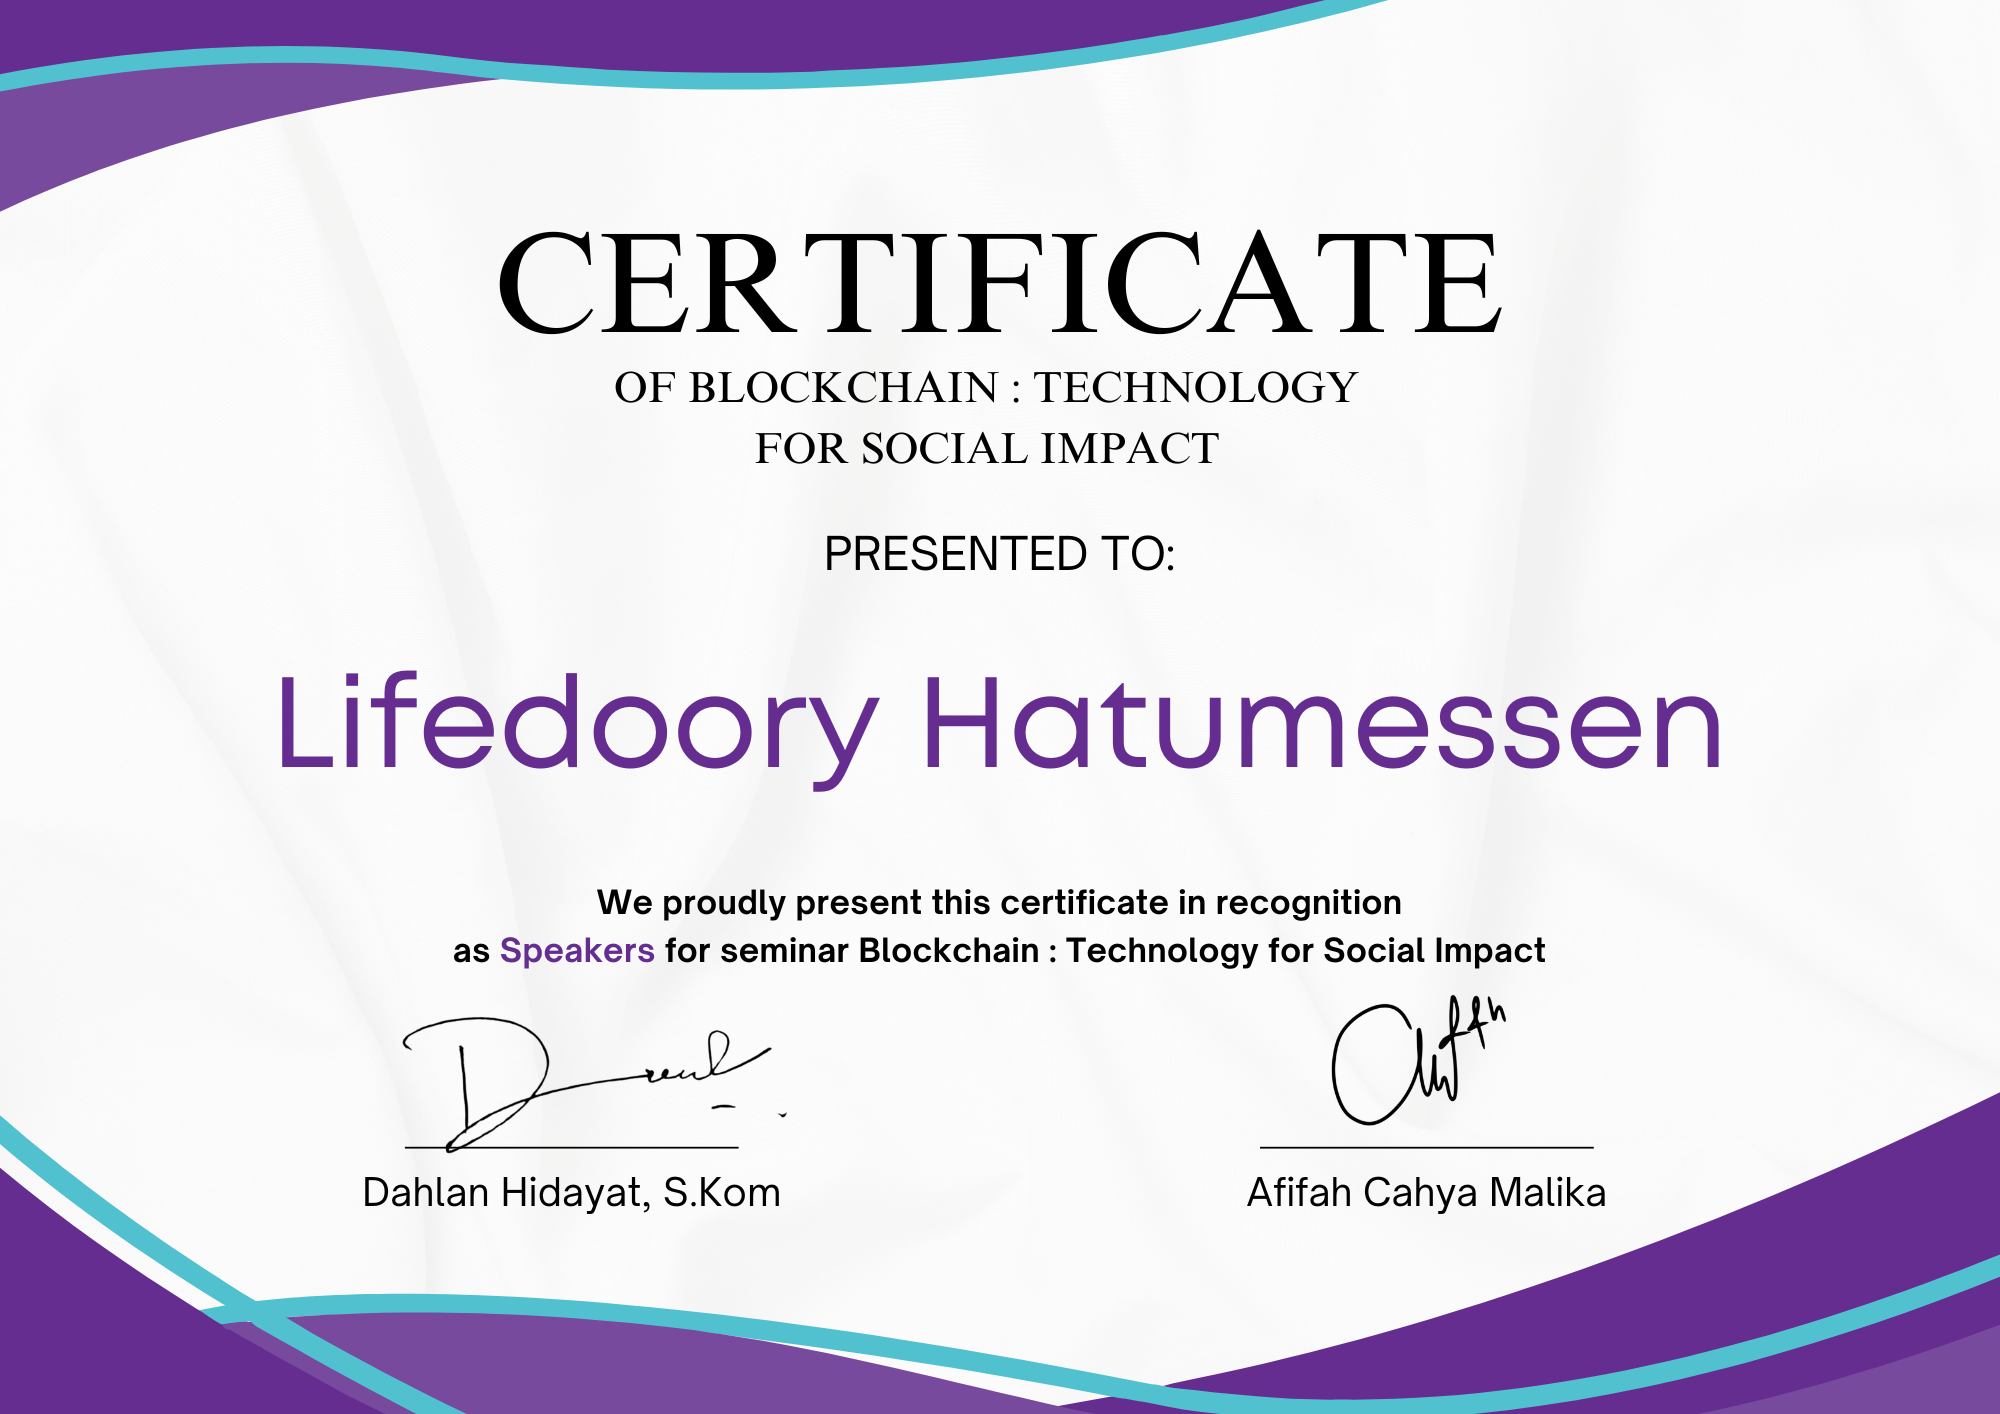 CERTIFICATE
OF BLOCKCHAIN : TECHNOLOGY
FOR SOCIAL IMPACT
PRESENTED TO:
Lifedoory Hatumessen
We proudly present this certificate in recognition
as Speakers for seminar Blockchain : Technology for Social Impact
Dahlan Hidayat, S.Kom
Afifah Cahya Malika